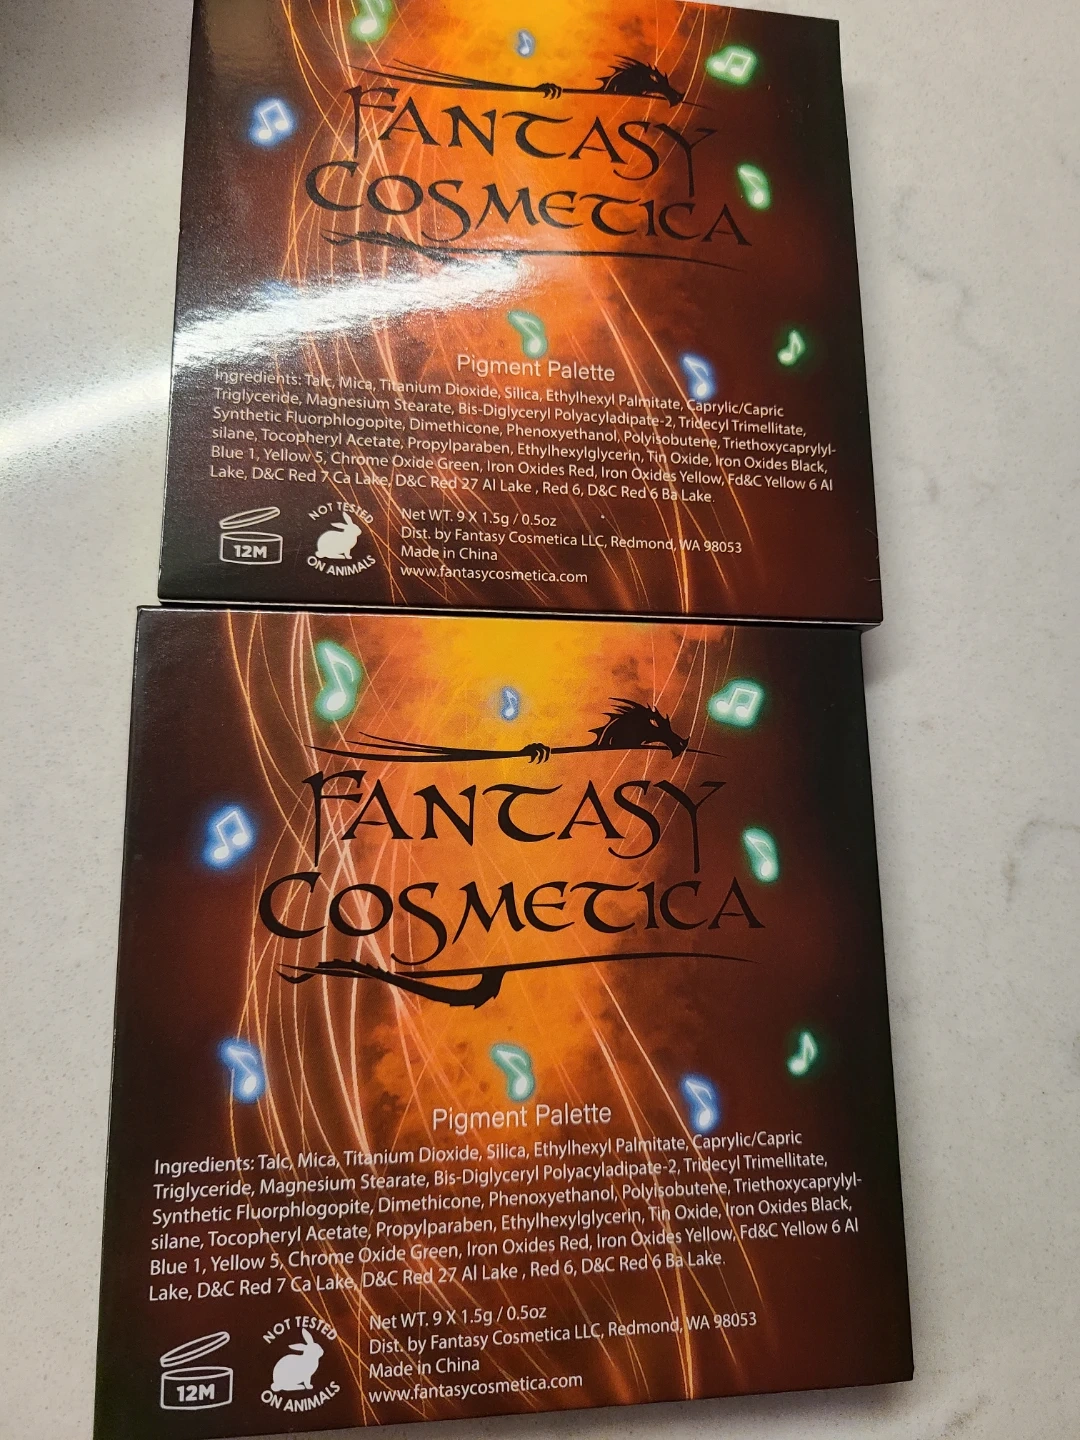 FANTASY
COSMETICA
Pigment Palette
Ingredients: Talc, Mica, Titanium Dioxide, Silica, Ethylhexyl Palmitate, Caprylic/Capric
Triglyceride, Magnesium Stearate, Bis-Diglyceryl Polyacyladipate-2, Tridecyl Trimellitate,
Synthetic Fluorphlogopite, Dimethicone, Phenoxyethanol, Polyisobutene, Triethoxycaprylyl-
silane, Tocopheryl Acetate, Propylparaben, Ethylhexylglycerin, Tin Oxide, Iron Oxides Black,
Blue 1, Yellow 5, Chrome Oxide Green, Iron Oxides Red, Iron Oxides Yellow, Fd&C Yellow 6 Al
Lake, D&C Red 7 Ca Lake, D&C Red 27 Al Lake , Red 6, D&C Red 6 Ba Lake.
12M
NOT TESTED
ON ANIMALS
Net WT. 9 X 1.5g / 0.5oz
Dist. by Fantasy Cosmetica LLC, Redmond, WA 98053
Made in China
www.fantasycosmetica.com
FANTASY
COSMETICA
Pigment Palette
Ingredients: Talc, Mica, Titanium Dioxide, Silica, Ethylhexyl Palmitate, Caprylic/Capric
Triglyceride, Magnesium Stearate, Bis-Diglyceryl Polyacyladipate-2, Tridecyl Trimellitate,
Synthetic Fluorphlogopite, Dimethicone, Phenoxyethanol, Polyisobutene, Triethoxycaprylyl-
silane, Tocopheryl Acetate, Propylparaben, Ethylhexylglycerin, Tin Oxide, Iron Oxides Black,
Blue 1, Yellow 5, Chrome Oxide Green, Iron Oxides Red, Iron Oxides Yellow, Fd&C Yellow 6 Al
Lake, D&C Red 7 Ca Lake, D&C Red 27 Al Lake , Red 6, D&C Red 6 Ba Lake.
12M
NOT TESTED
ON ANIMALS
Net WT. 9 X 1.5g / 0.5oz
Dist. by Fantasy Cosmetica LLC, Redmond, WA 98053
Made in China
www.fantasycosmetica.com